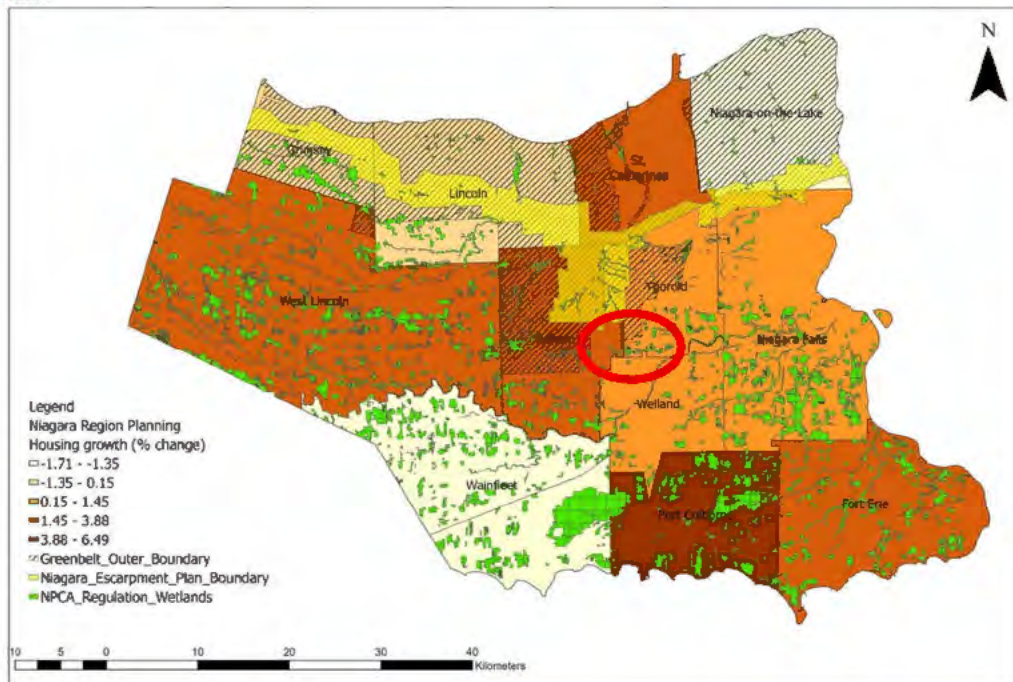 N
Niagara-on-the-Lake
Grimsby
St.
Catharines
Lincoln
Thorold
West Lincoln
Niagara Falls
Welland
Legend
Niagara Region Planning
Housing growth (% change)
-1.71 - -1.35
-1.35 - 0.15
0.15 - 1.45
1.45 - 3.88
3.88 - 6.49
Greenbelt_Outer_Boundary
Niagara_Escarpment_Plan_Boundary
NPCA_Regulation_Wetlands
Wainfleet
Port Colborne
Fort Erie
10 5 0 10 20 30 40
Kilometers